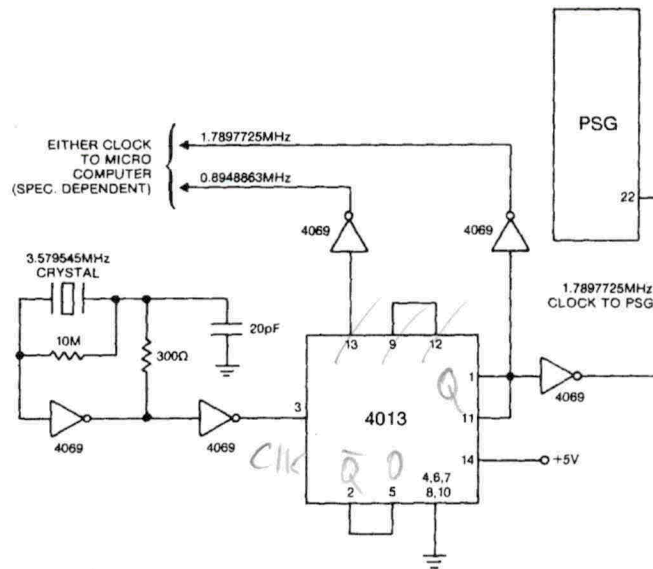 PSG
22
1.7897725MHz
EITHER CLOCK
TO MICRO
COMPUTER
(SPEC. DEPENDENT)
0.8948863MHz
4069
4069
3.579545MHz
CRYSTAL
1.7897725MHz
CLOCK TO PSG
10M
300Ω
20pF
13
9
12
1
Q
3
4013
11
4069
4069
4069
Clk
Q̄
D
14
+5V
4,6,7
8,10
2
5